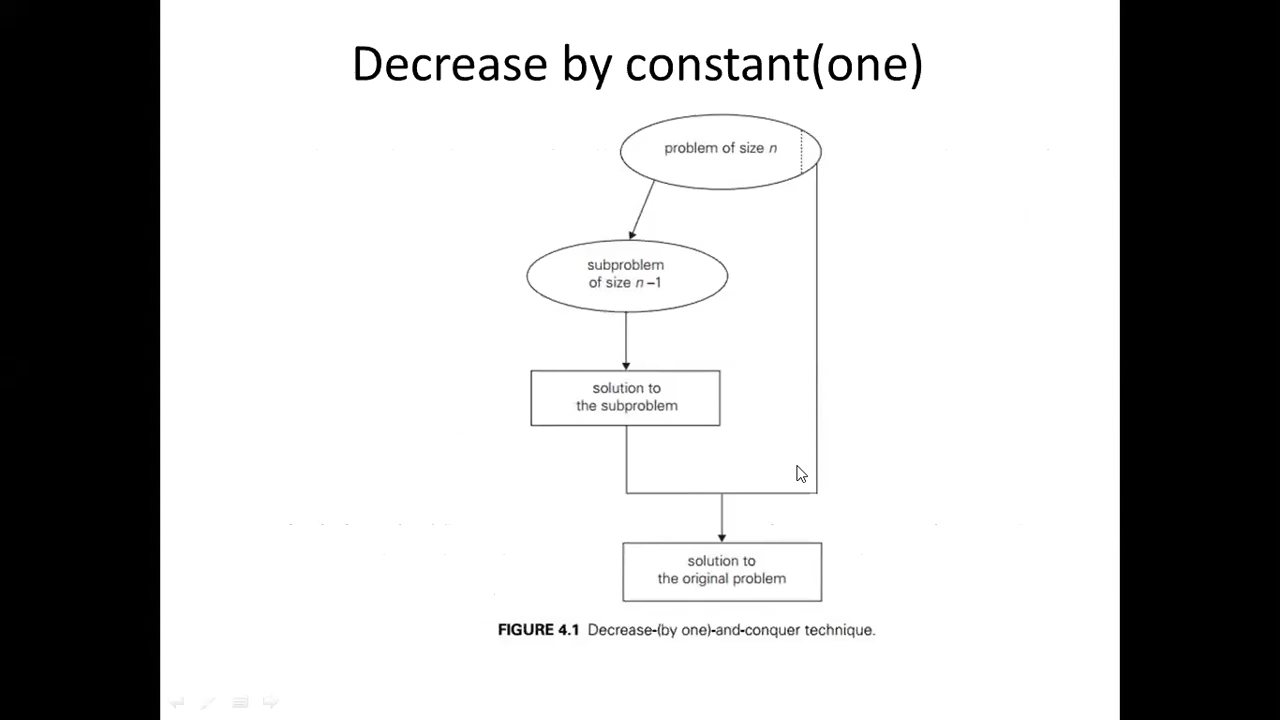 Decrease by constant(one)
problem of size n
subproblem
of size n –1
solution to
the subproblem
solution to
the original problem
FIGURE 4.1 Decrease-(by one)-and-conquer technique.